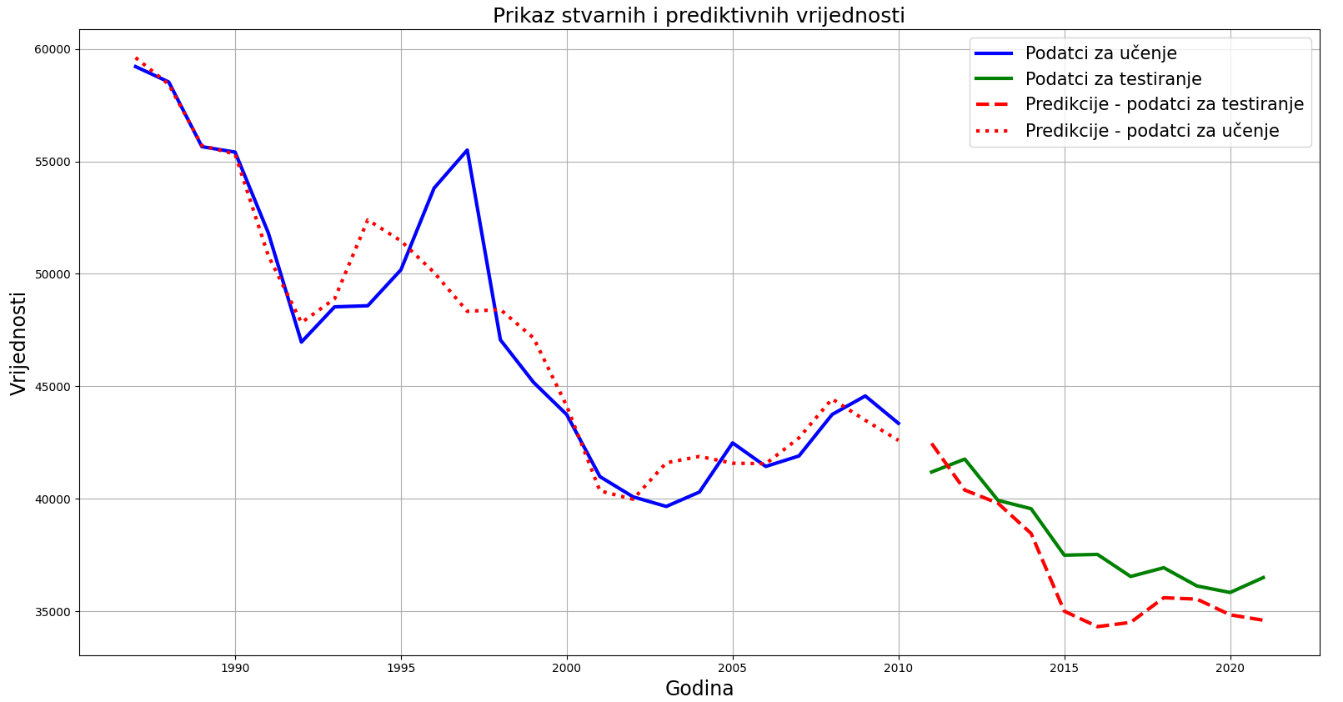 Prikaz stvarnih i prediktivnih vrijednosti
Podatci za učenje
Podatci za testiranje
Predikcije - podatci za testiranje
Predikcije - podatci za učenje
Vrijednosti
60000
55000
50000
45000
40000
35000
1990 1995 2000 2005 2010 2015 2020
Godina